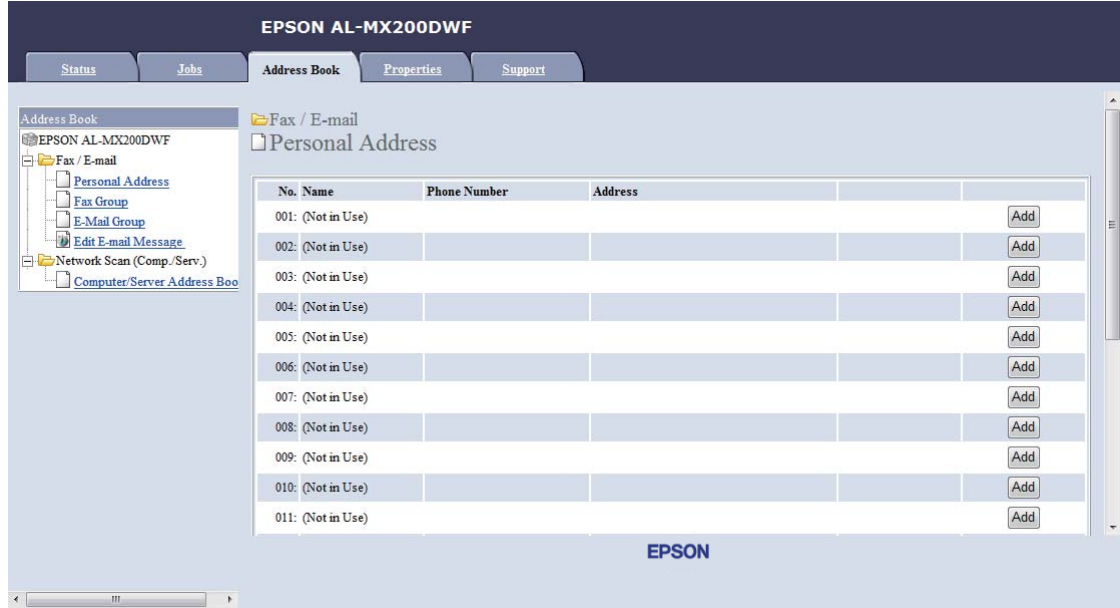 EPSON AL-MX200DWF
Status Jobs Address Book Properties Support
Address Book
EPSON AL-MX200DWF
Fax / E-mail
Personal Address
Fax Group
E-Mail Group
Edit E-mail Message
Network Scan (Comp./Serv.)
Computer/Server Address Boo
Fax / E-mail
Personal Address
No. Name Phone Number Address
001: (Not in Use) Add
002: (Not in Use) Add
003: (Not in Use) Add
004: (Not in Use) Add
005: (Not in Use) Add
006: (Not in Use) Add
007: (Not in Use) Add
008: (Not in Use) Add
009: (Not in Use) Add
010: (Not in Use) Add
011: (Not in Use) Add
EPSON